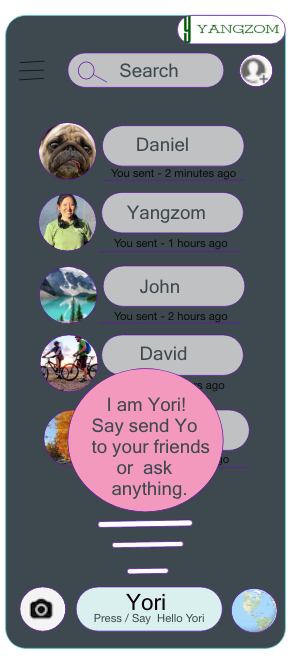 YANGZOM
Search
Daniel
You sent - 2 minutes ago
Yangzom
You sent - 1 hours ago
John
You sent - 2 hours ago
David
rs ago
I am Yori!
Say send Yo
to your friends
or ask
anything.
go
Yori
Press / Say Hello Yori